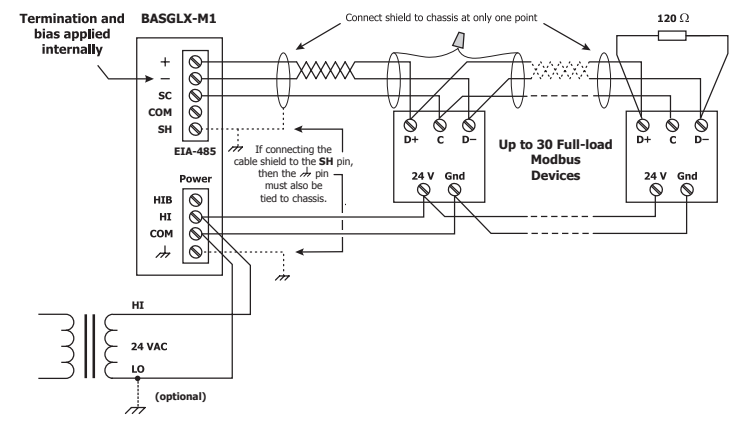 Termination and
bias applied
internally
BASGLX-M1
Connect shield to chassis at only one point
120 Ω
+
−
SC
COM
SH
EIA-485
If connecting the
cable shield to the SH pin,
then the pin
must also be
tied to chassis.
D+ C D−
Up to 30 Full-load
Modbus
Devices
D+ C D−
Power
24 V Gnd
24 V Gnd
HIB
HI
COM
HI
24 VAC
LO
(optional)